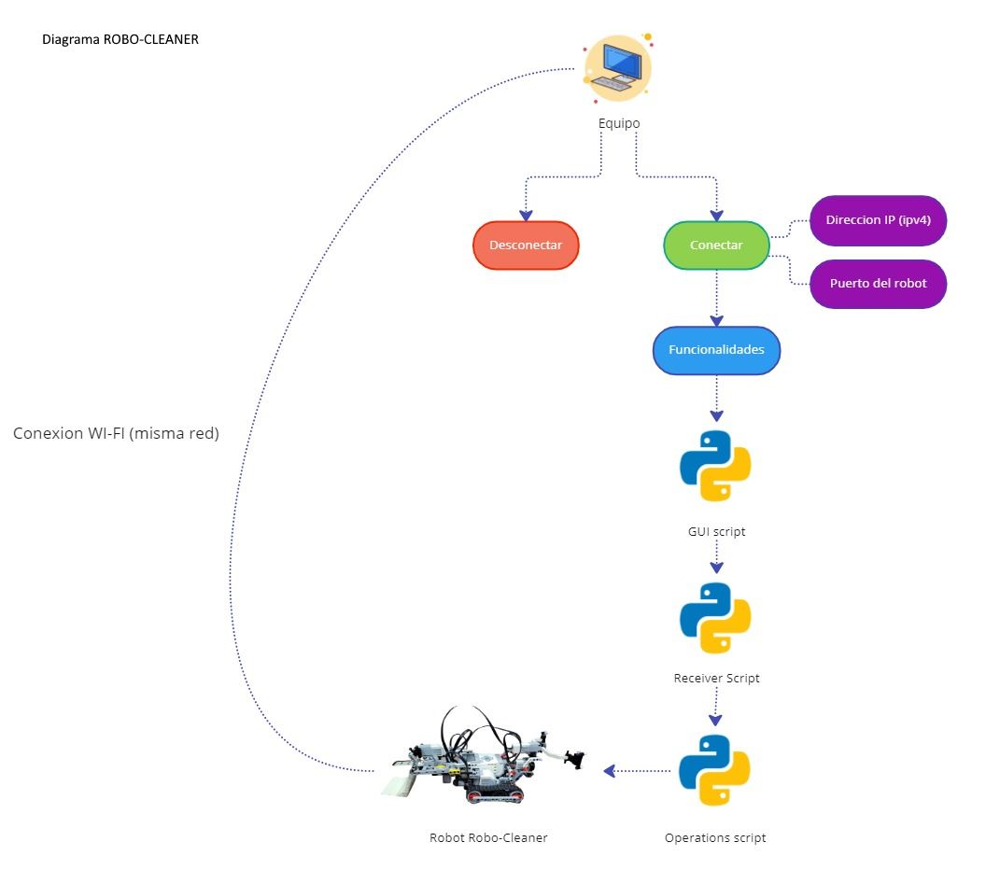 Diagrama ROBO-CLEANER
Equipo
Desconectar
Conectar
Direccion IP (ipv4)
Puerto del robot
Funcionalidades
Conexion WI-FI (misma red)
GUI script
Receiver Script
Robot Robo-Cleaner
Operations script